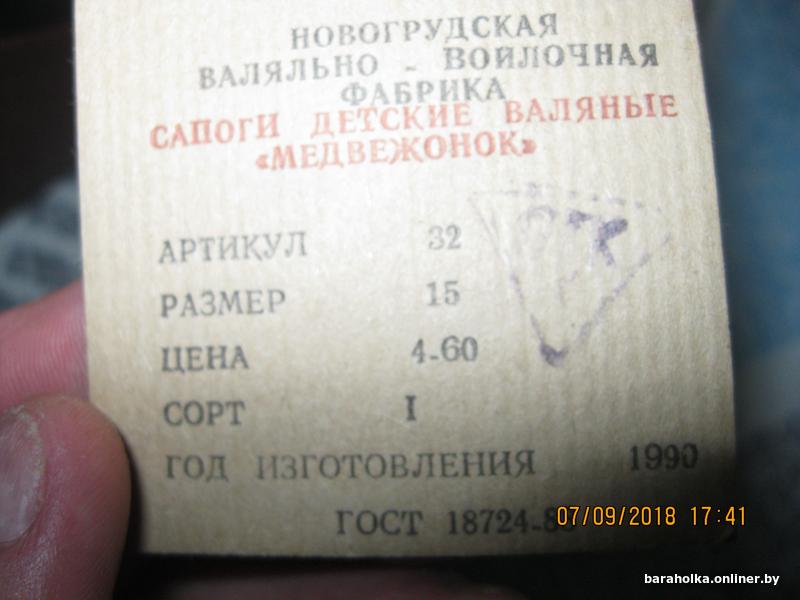 НОВОГРУДСКАЯ
ВАЛЯЛЬНО - ВОЙЛОЧНАЯ
ФАБРИКА
САПОГИ ДЕТСКИЕ ВАЛЯНЫЕ
«МЕДВЕЖОНОК»
АРТИКУЛ 32
РАЗМЕР 15
ЦЕНА 4-60
СОРТ I
ГОД ИЗГОТОВЛЕНИЯ 1990
ГОСТ
07/09/2018 17:41
baraholka.onliner.by